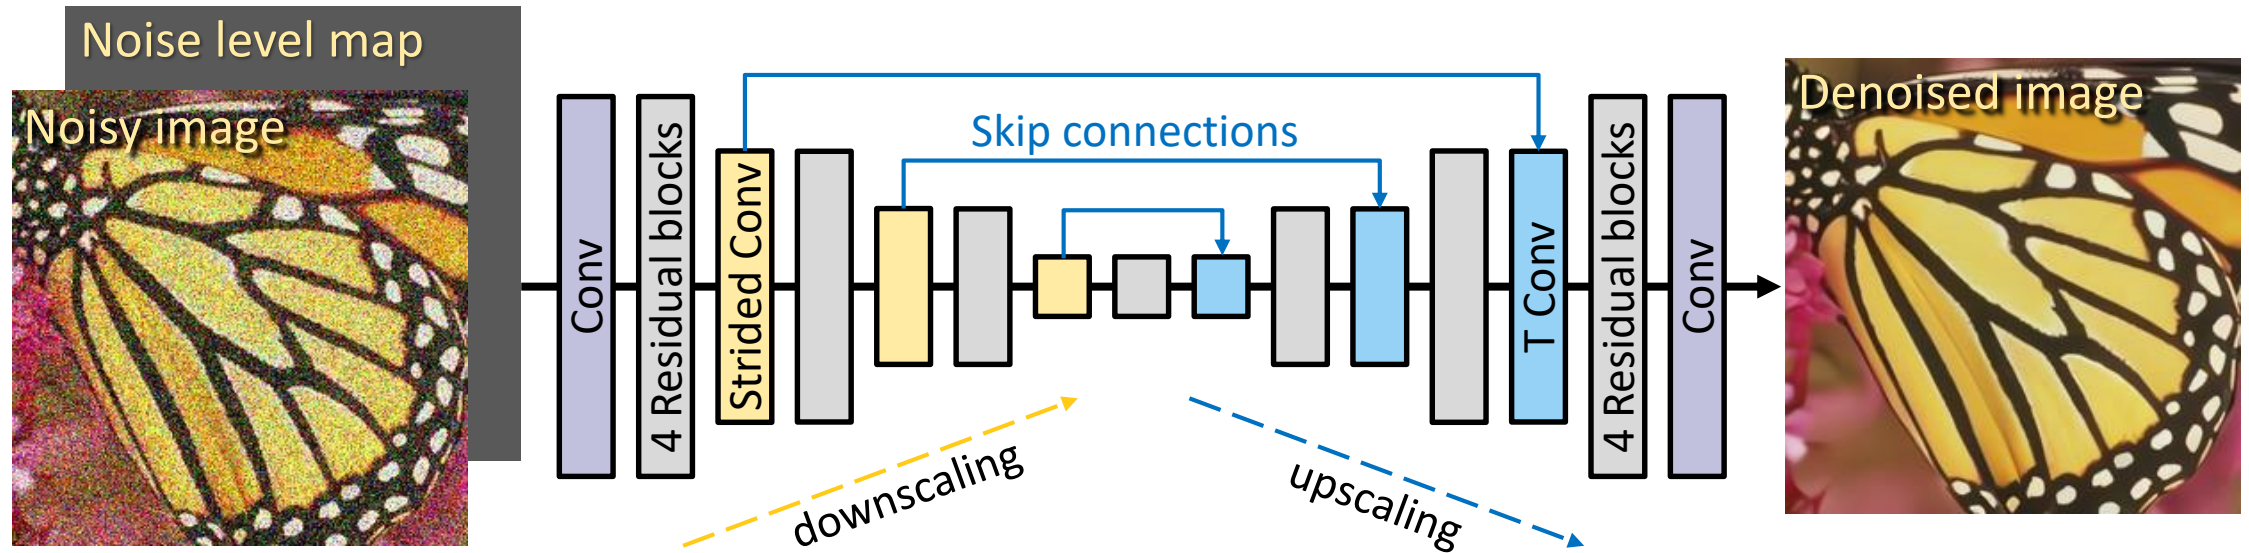 Noise level map
Noisy image
Conv
4 Residual blocks
Strided Conv
Skip connections
T Conv
4 Residual blocks
Conv
Denoised image
downscaling
upscaling